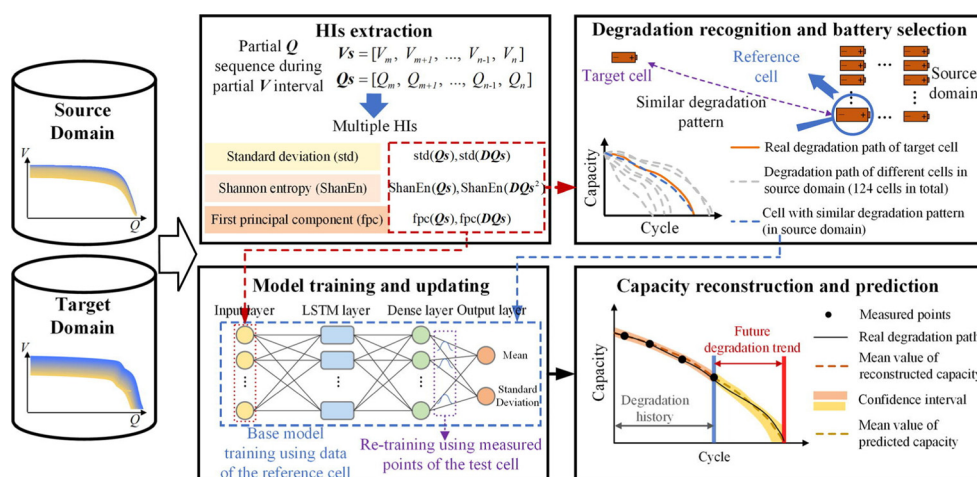 Source
Domain
V
Q
Target
Domain
V
Q
HIs extraction
Partial Q
sequence during
partial V interval
Vs = [Vm, Vm+1, ..., Vn-1, Vn]
Qs = [Qm, Qm+1, ..., Qn-1, Qn]
Multiple HIs
Standard deviation (std)
std(Qs),std(DQs)
Shannon entropy (ShanEn)
ShanEn(Qs),ShanEn(DQs²)
First principal component (fpc)
fpc(Qs),fpc(DQs)
Degradation recognition and battery selection
Target cell
Reference
cell
Source
domain
Similar degradation
pattern
Capacity
Cycle
Real degradation path of target cell
Degradation path of different cells in
source domain (124 cells in total)
Cell with similar degradation pattern
(in source domain)
Model training and updating
Input layer
LSTM layer
Dense layer
Output layer
Mean
Standard
Deviation
Base model
training using data
of the reference cell
Re-training using measured
points of the test cell
Capacity reconstruction and prediction
Capacity
Cycle
Future
degradation trend
Degradation
history
Measured points
Real degradation path
Mean value of
reconstructed capacity
Confidence interval
Mean value of
predicted capacity